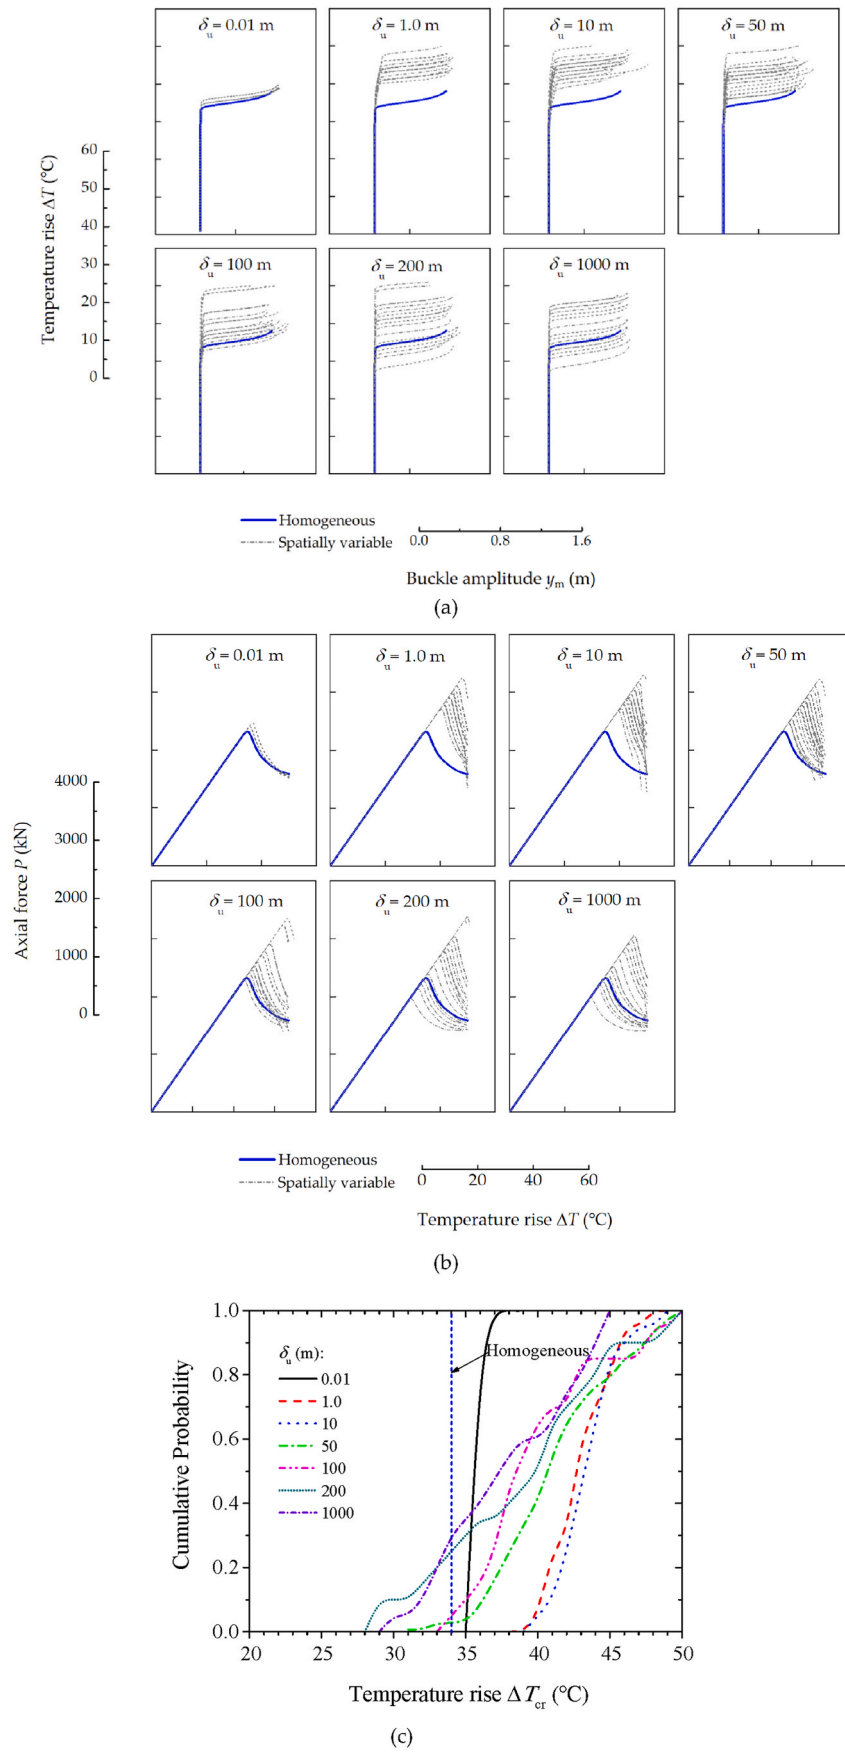 δu = 0.01 m
δu = 1.0 m
δu = 10 m
δu = 50 m
Temperature rise ΔT (°C)
60
50
40
30
20
10
0
δu = 100 m
δu = 200 m
δu = 1000 m
Homogeneous
Spatially variable
0.0 0.8 1.6
Buckle amplitude ym (m)
(a)
δu = 0.01 m
δu = 1.0 m
δu = 10 m
δu = 50 m
Axial force P (kN)
4000
3000
2000
1000
0
δu = 100 m
δu = 200 m
δu = 1000 m
Homogeneous
Spatially variable
0 20 40 60
Temperature rise ΔT (°C)
(b)
Cumulative Probability
1.0
0.8
0.6
0.4
0.2
0.0
δu (m):
0.01
1.0
10
50
100
200
1000
Homogeneous
20 25 30 35 40 45 50
Temperature rise ΔTcr (°C)
(c)